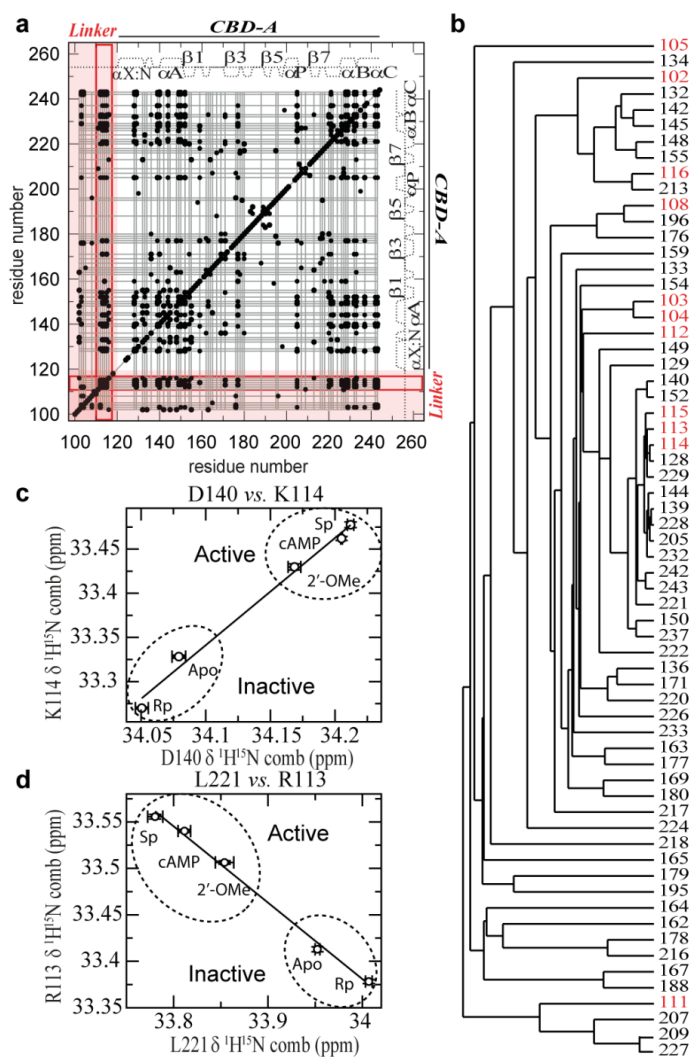 a
Linker
CBD-A
260
240
220
200
180
160
140
120
100
residue number
αX:N
αA
β1
β3
β5
αP
β7
αB
αC
100 120 140 160 180 200 220 240 260
residue number
αB αC
β7
αP
β5
β3
β1
αX:N αA
CBD-A
Linker
b
105
134
102
132
142
145
148
155
116
213
108
196
176
159
133
154
103
104
112
149
129
140
152
115
113
114
128
229
144
139
228
205
232
242
243
221
150
237
222
136
171
220
226
233
163
177
169
180
217
224
218
165
179
195
164
162
178
216
167
188
111
207
209
227
c
D140 vs. K114
K114 δ ¹H¹⁵N comb (ppm)
33.45
33.4
33.35
33.3
Sp
cAMP
2'-OMe
Active
Apo
Rp
Inactive
34.05 34.1 34.15 34.2
D140 δ ¹H¹⁵N comb (ppm)
d
L221 vs. R113
R113 δ ¹H¹⁵N comb (ppm)
33.55
33.5
33.45
33.4
33.35
Sp
cAMP
2'-OMe
Active
Apo
Rp
Inactive
33.8 33.9 34
L221 δ ¹H¹⁵N comb (ppm)